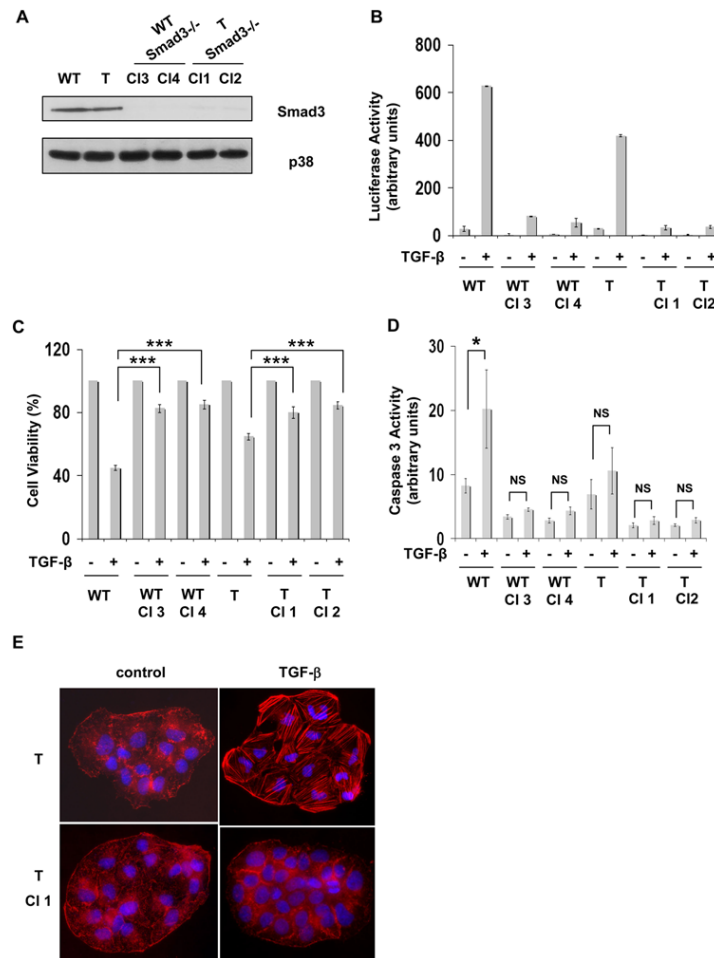 A
WT
Smad3-/-
T
Smad3-/-
WT T Cl3 Cl4 Cl1 Cl2
Smad3
p38
B
Luciferase Activity
(arbitrary units)
800
600
400
200
0
TGF-β - + - + - + - + - + - +
WT WT Cl 3 WT Cl 4 T T Cl 1 T Cl2
C
Cell Viability (%)
*** *** *** ***
120
80
40
0
TGF-β - + - + - + - + - + - +
WT WT Cl 3 WT Cl 4 T T Cl 1 T Cl 2
D
Caspase 3 Activity
(arbitrary units)
30
20
10
0
* NS NS NS NS NS
TGF-β - + - + - + - + - + - +
WT WT Cl 3 WT Cl 4 T T Cl 1 T Cl2
E
control TGF-β
T
T
Cl 1